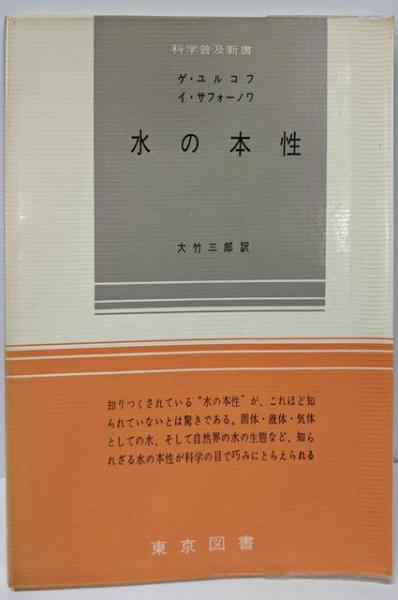 科学普及新書
ゲ・ユルコフ
イ・サフォーノワ
水の本性
大竹三郎訳
知りつくされている“水の本性”が、これほど知
られていないとは驚きである。固体・液体・気体
としての水、そして自然界の水の生態など、知ら
れざる水の本性が科学の目で巧みにとらえられる
東京図書